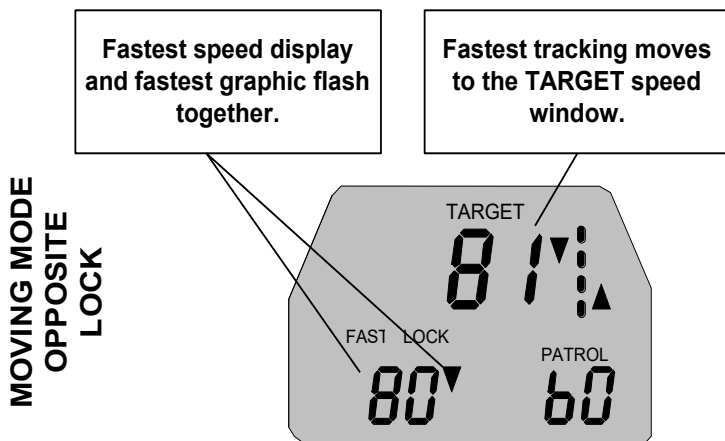 Fastest speed display
and fastest graphic flash
together.
Fastest tracking moves
to the TARGET speed
window.
MOVING MODE
OPPOSITE
LOCK
TARGET
81
FAST LOCK
80
PATROL
60